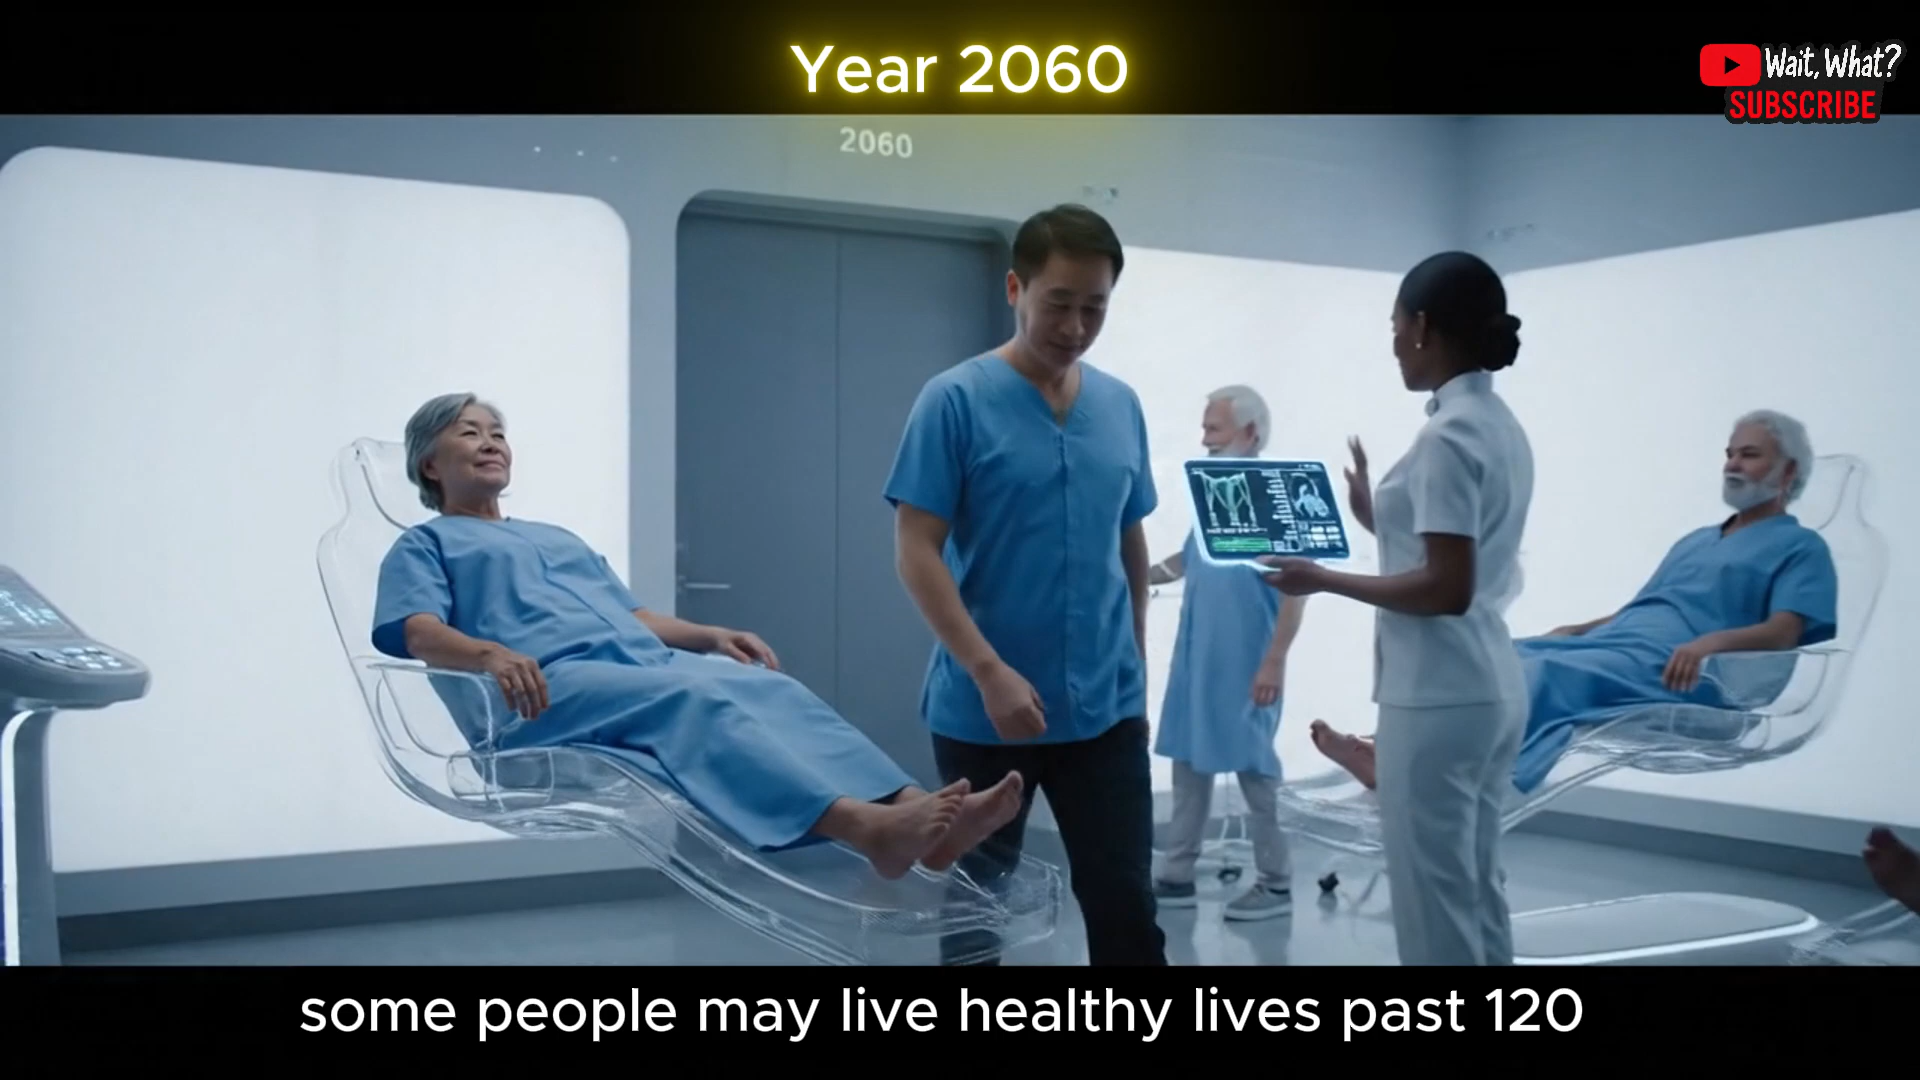 Year 2060
Wait, What?
SUBSCRIBE
2060
some people may live healthy lives past 120